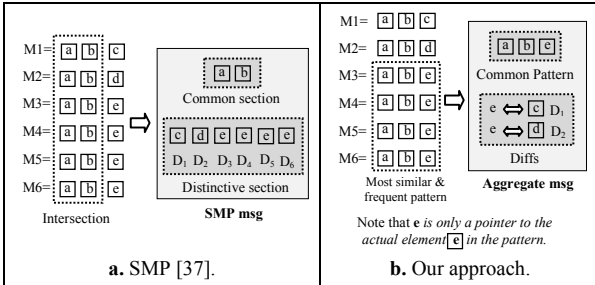 M1= a b c
M2= a b d
M3= a b e
M4= a b e
M5= a b e
M6= a b e
Intersection
a b
Common section
c d e e e e
D1 D2 D3 D4 D5 D6
Distinctive section
SMP msg
a. SMP [37].
M1= a b c
M2= a b d
M3= a b e
M4= a b e
M5= a b e
M6= a b e
Most similar &
frequent pattern
a b e
Common Pattern
e ⇔ c D1
e ⇔ d D2
Diffs
Aggregate msg
Note that e is only a pointer to the
actual element e in the pattern.
b. Our approach.